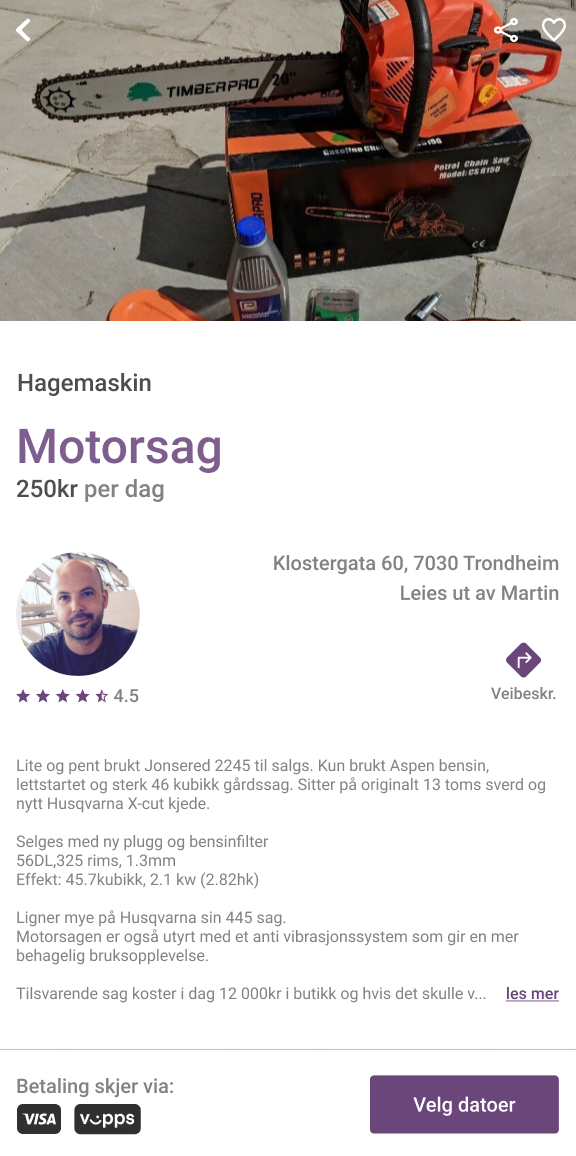 TIMBERPRO 20"
Petrol Chain Saw
Model: CS 6150
CE
Hagemaskin
Motorsag
250kr per dag
Klostergata 60, 7030 Trondheim
Leies ut av Martin
4.5
Veibeskr.
Lite og pent brukt Jonsered 2245 til salgs. Kun brukt Aspen bensin,
lettstartet og sterk 46 kubikk gårdssag. Sitter på originalt 13 toms sverd og
nytt Husqvarna X-cut kjede.
Selges med ny plugg og bensinfilter
56DL,325 rims, 1.3mm
Effekt: 45.7kubikk, 2.1 kw (2.82hk)
Ligner mye på Husqvarna sin 445 sag.
Motorsagen er også utyrt med et anti vibrasjonssystem som gir en mer
behagelig bruksopplevelse.
Tilsvarende sag koster i dag 12 000kr i butikk og hvis det skulle v... les mer
Betaling skjer via:
VISA vipps
Velg datoer